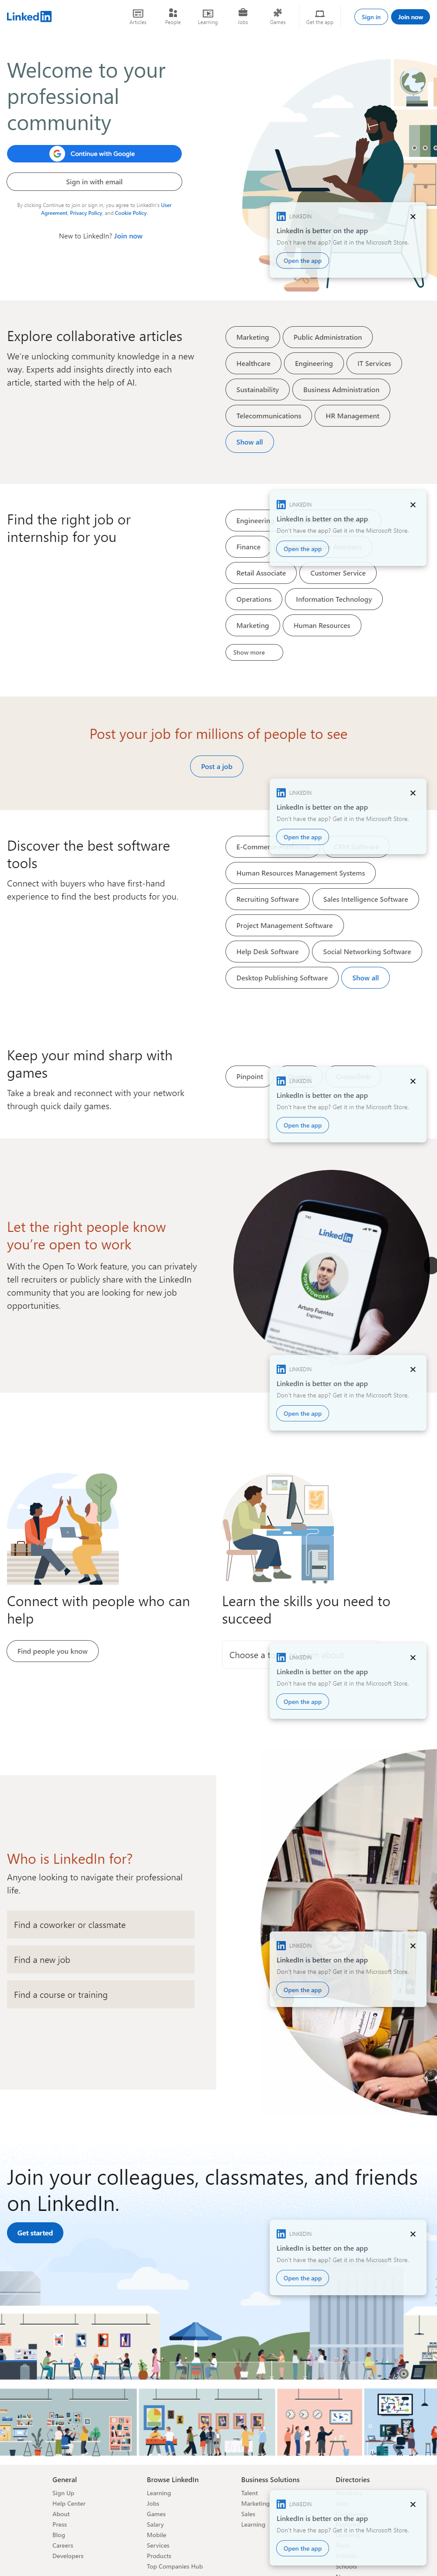 LinkedIn
Articles
People
Learning
Jobs
Games
Get the app
Sign in
Join now
Welcome to your
professional
community
Continue with Google
Sign in with email
By clicking Continue to join or sign in, you agree to LinkedIn's User
Agreement, Privacy Policy, and Cookie Policy.
New to LinkedIn? Join now
LINKEDIN
LinkedIn is better on the app
Don't have the app? Get it in the Microsoft Store.
Open the app
Explore collaborative articles
We're unlocking community knowledge in a new
way. Experts add insights directly into each
article, started with the help of AI.
Marketing
Public Administration
Healthcare
Engineering
IT Services
Sustainability
Business Administration
Telecommunications
HR Management
Show all
Find the right job or
internship for you
Engineering
Finance
Retail Associate
Customer Service
Operations
Information Technology
Marketing
Human Resources
Show more
LINKEDIN
LinkedIn is better on the app
Don't have the app? Get it in the Microsoft Store.
Open the app
Post your job for millions of people to see
Post a job
LINKEDIN
LinkedIn is better on the app
Don't have the app? Get it in the Microsoft Store.
Open the app
Discover the best software
tools
Connect with buyers who have first-hand
experience to find the best products for you.
E-Commerce
Human Resources Management Systems
Recruiting Software
Sales Intelligence Software
Project Management Software
Help Desk Software
Social Networking Software
Desktop Publishing Software
Show all
Keep your mind sharp with
games
Take a break and reconnect with your network
through quick daily games.
Pinpoint
LINKEDIN
LinkedIn is better on the app
Don't have the app? Get it in the Microsoft Store.
Open the app
Let the right people know
you're open to work
With the Open To Work feature, you can privately
tell recruiters or publicly share with the LinkedIn
community that you are looking for new job
opportunities.
LinkedIn
#OPENTOWORK
Arturo Fuentes
Engineer
LINKEDIN
LinkedIn is better on the app
Don't have the app? Get it in the Microsoft Store.
Open the app
Connect with people who can
help
Find people you know
Learn the skills you need to
succeed
Choose a
LINKEDIN
LinkedIn is better on the app
Don't have the app? Get it in the Microsoft Store.
Open the app
Who is LinkedIn for?
Anyone looking to navigate their professional
life.
Find a coworker or classmate
Find a new job
Find a course or training
LINKEDIN
LinkedIn is better on the app
Don't have the app? Get it in the Microsoft Store.
Open the app
Join your colleagues, classmates, and friends
on LinkedIn.
Get started
LINKEDIN
LinkedIn is better on the app
Don't have the app? Get it in the Microsoft Store.
Open the app
General
Sign Up
Help Center
About
Press
Blog
Careers
Developers
Browse LinkedIn
Learning
Jobs
Games
Salary
Mobile
Services
Products
Top Companies Hub
Business Solutions
Talent
Marketing
Sales
Learning
Directories
LINKEDIN
LinkedIn is better on the app
Don't have the app? Get it in the Microsoft Store.
Open the app
Schools